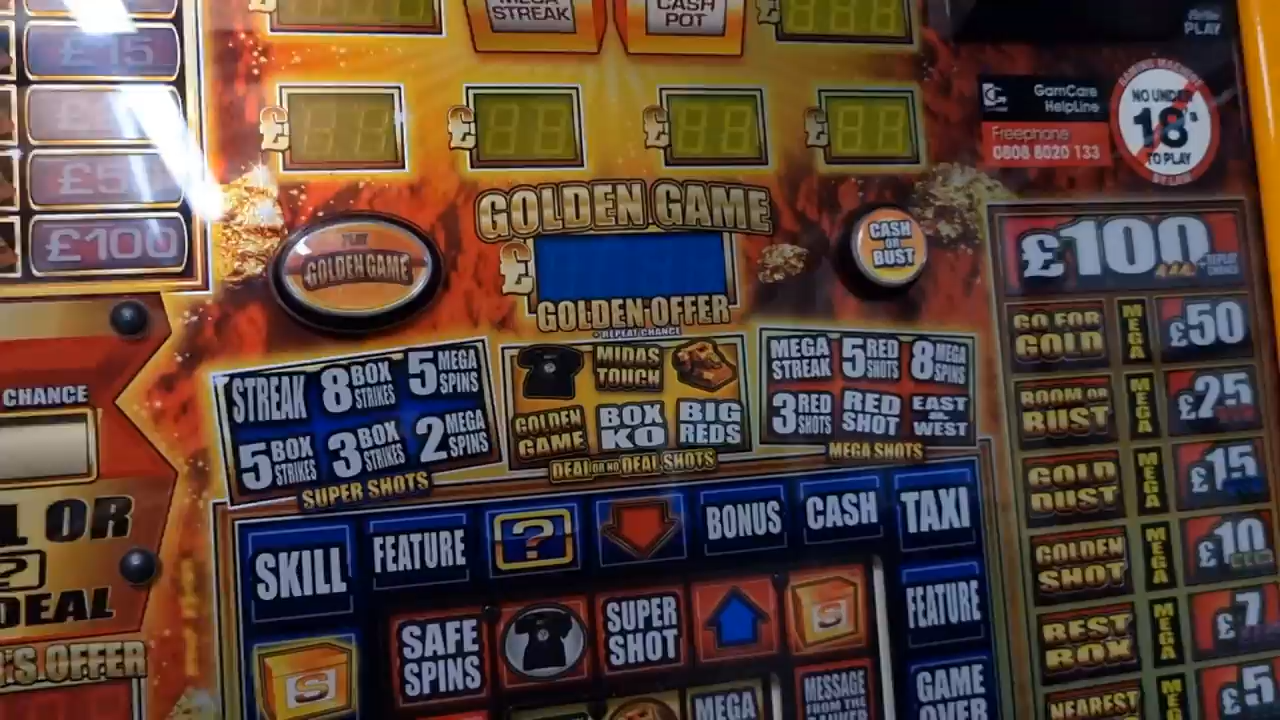 MEGA
STREAK
CASH
POT
£
£
PLAY
£15
£5
£100
£
£
£
£
GamCare
HelpLine
Freephone
0808 8020 133
NO UNDER
18's
TO PLAY
BY LAW
GOLDEN GAME
£
GOLDEN OFFER
+ REPEAT CHANCE
PLAY
GOLDEN GAME
CASH
OR
BUST
£100
+ REPEAT
CHANCE
GO FOR
GOLD
MEGA
£50
BOOM OR
BUST
MEGA
£25
GOLD
DUST
MEGA
£15
GOLDEN
SHOT
MEGA
£10
BEST
BOX
MEGA
£7
NEAREST
£5
CHANCE
L OR
?
DEAL
'S OFFER
STREAK
8 BOX STRIKES
5 MEGA SPINS
5 BOX STRIKES
3 BOX STRIKES
2 MEGA SPINS
SUPER SHOTS
MIDAS
TOUCH
GOLDEN
GAME
BOX
KO
BIG
REDS
DEAL OR NO DEAL SHOTS
MEGA
STREAK
5 RED SHOTS
8 MEGA SPINS
3 RED SHOTS
RED
SHOT
EAST
&
WEST
MEGA SHOTS
SKILL
FEATURE
?
BONUS
CASH
TAXI
SAFE
SPINS
SUPER
SHOT
S
FEATURE
S
MEGA
MESSAGE
FROM THE
BANKER
GAME
OVER